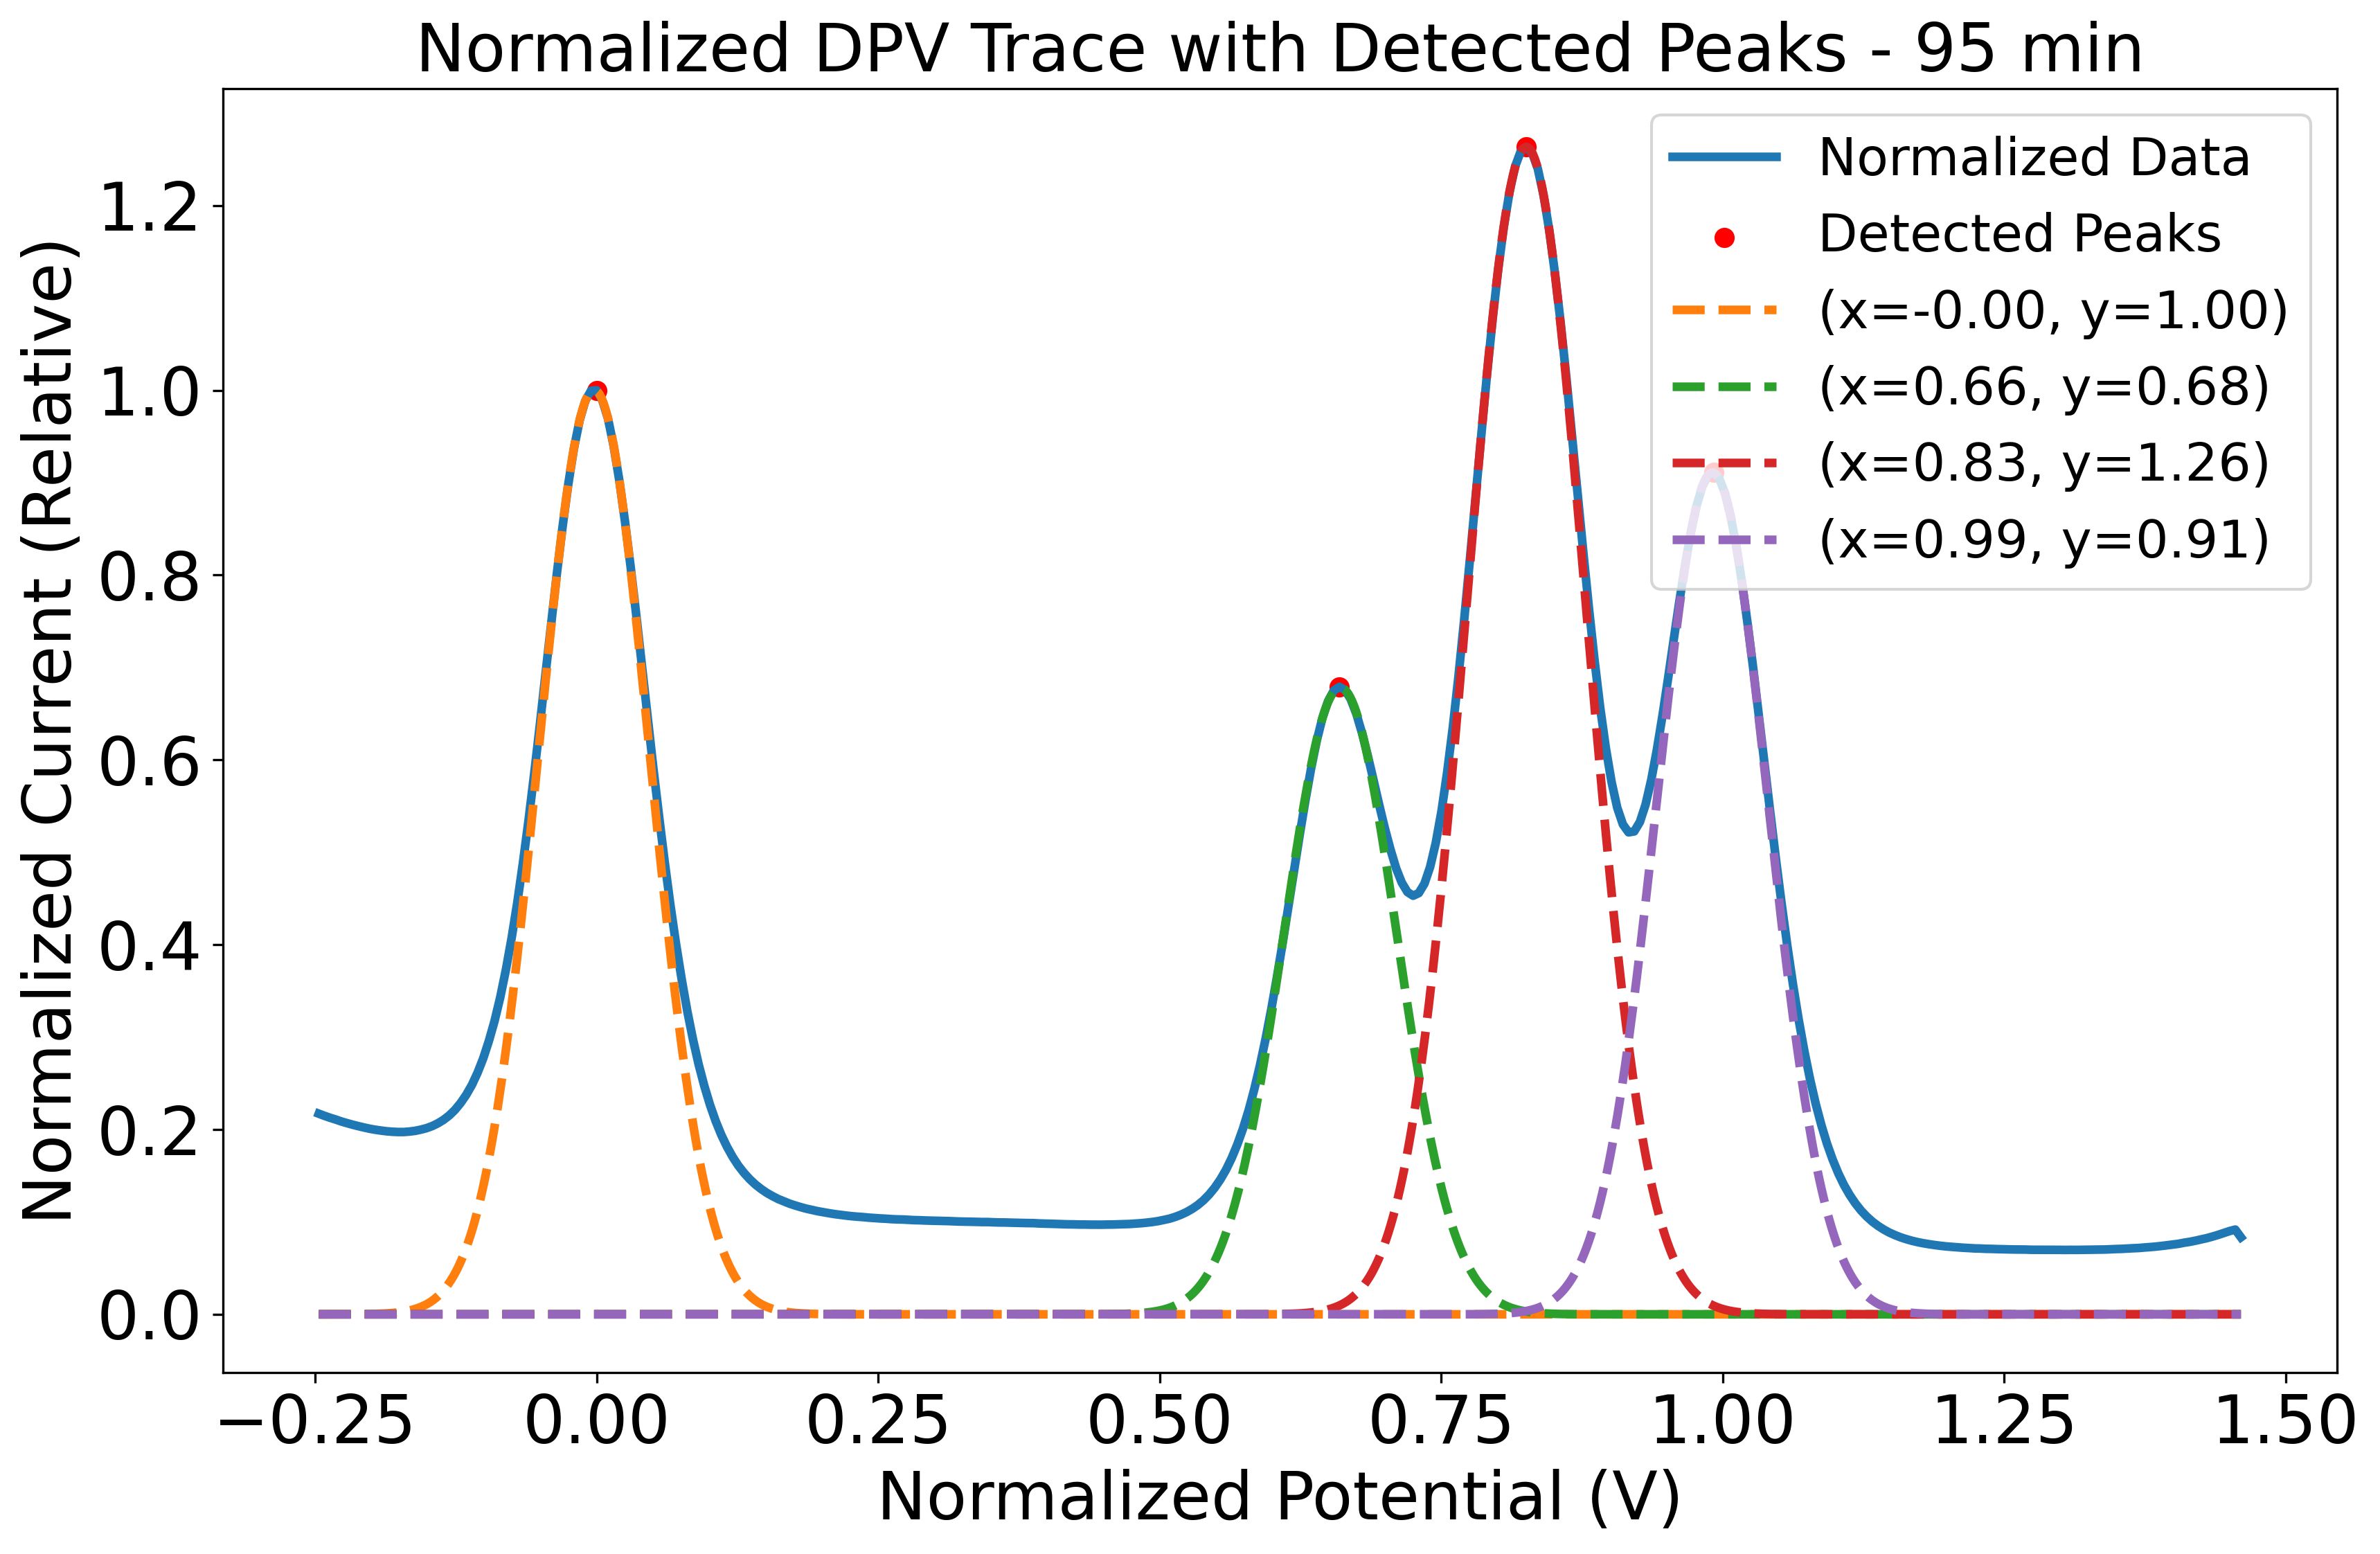 Normalized DPV Trace with Detected Peaks - 95 min
Normalized Current (Relative)
1.2
1.0
0.8
0.6
0.4
0.2
0.0
Normalized Data
Detected Peaks
(x=-0.00, y=1.00)
(x=0.66, y=0.68)
(x=0.83, y=1.26)
(x=0.99, y=0.91)
−0.25 0.00 0.25 0.50 0.75 1.00 1.25 1.50
Normalized Potential (V)